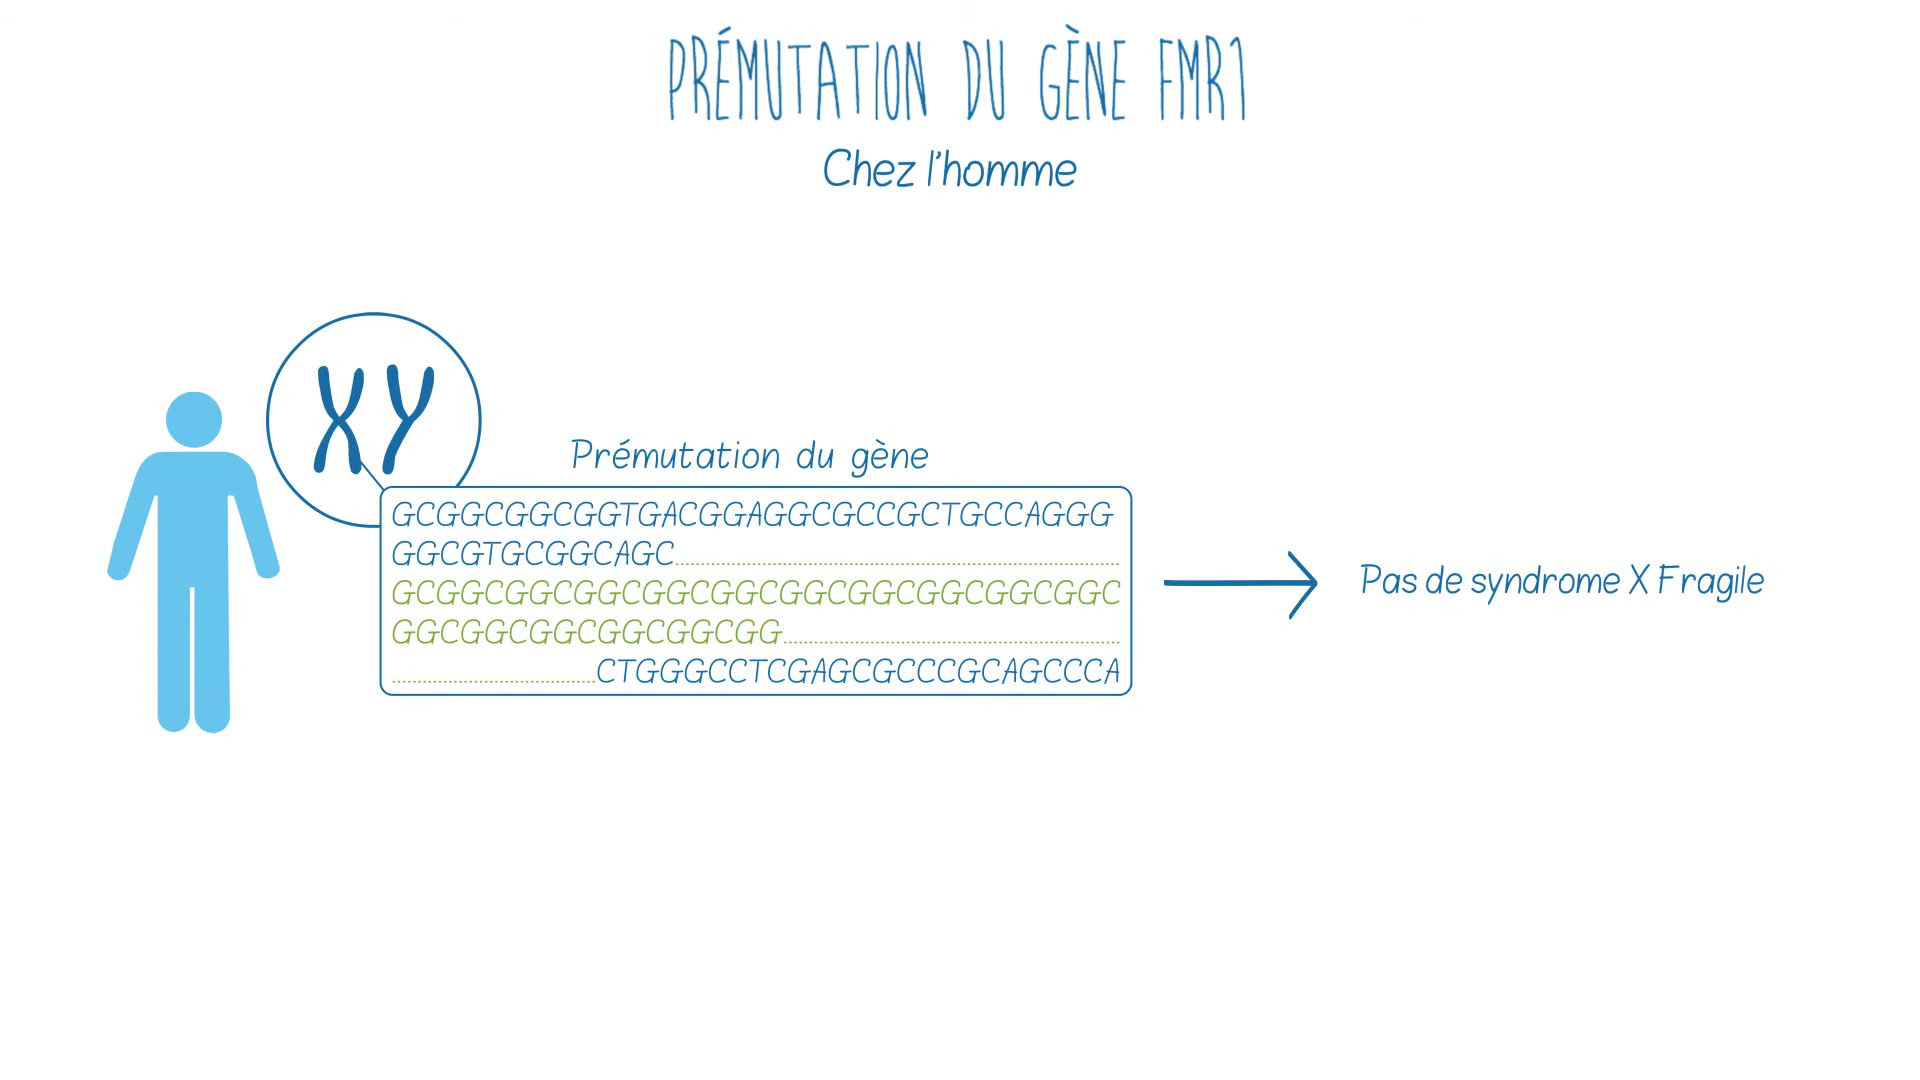 PRÉMUTATION DU GÈNE FMR1
Chez l'homme
XY
Prémutation du gène
GCGGCGGCGGTGACGGAGGCGCCGCTGCCAGGG
GGCGTGCGGCAGC................................
GCGGCGGCGGCGGCGGCGGCGGCGGCGGCGGC
GGCGGCGGCGGCGGCGG................................
................CTGGGCCTCGAGCGCCCGCAGCCCA
Pas de syndrome X Fragile